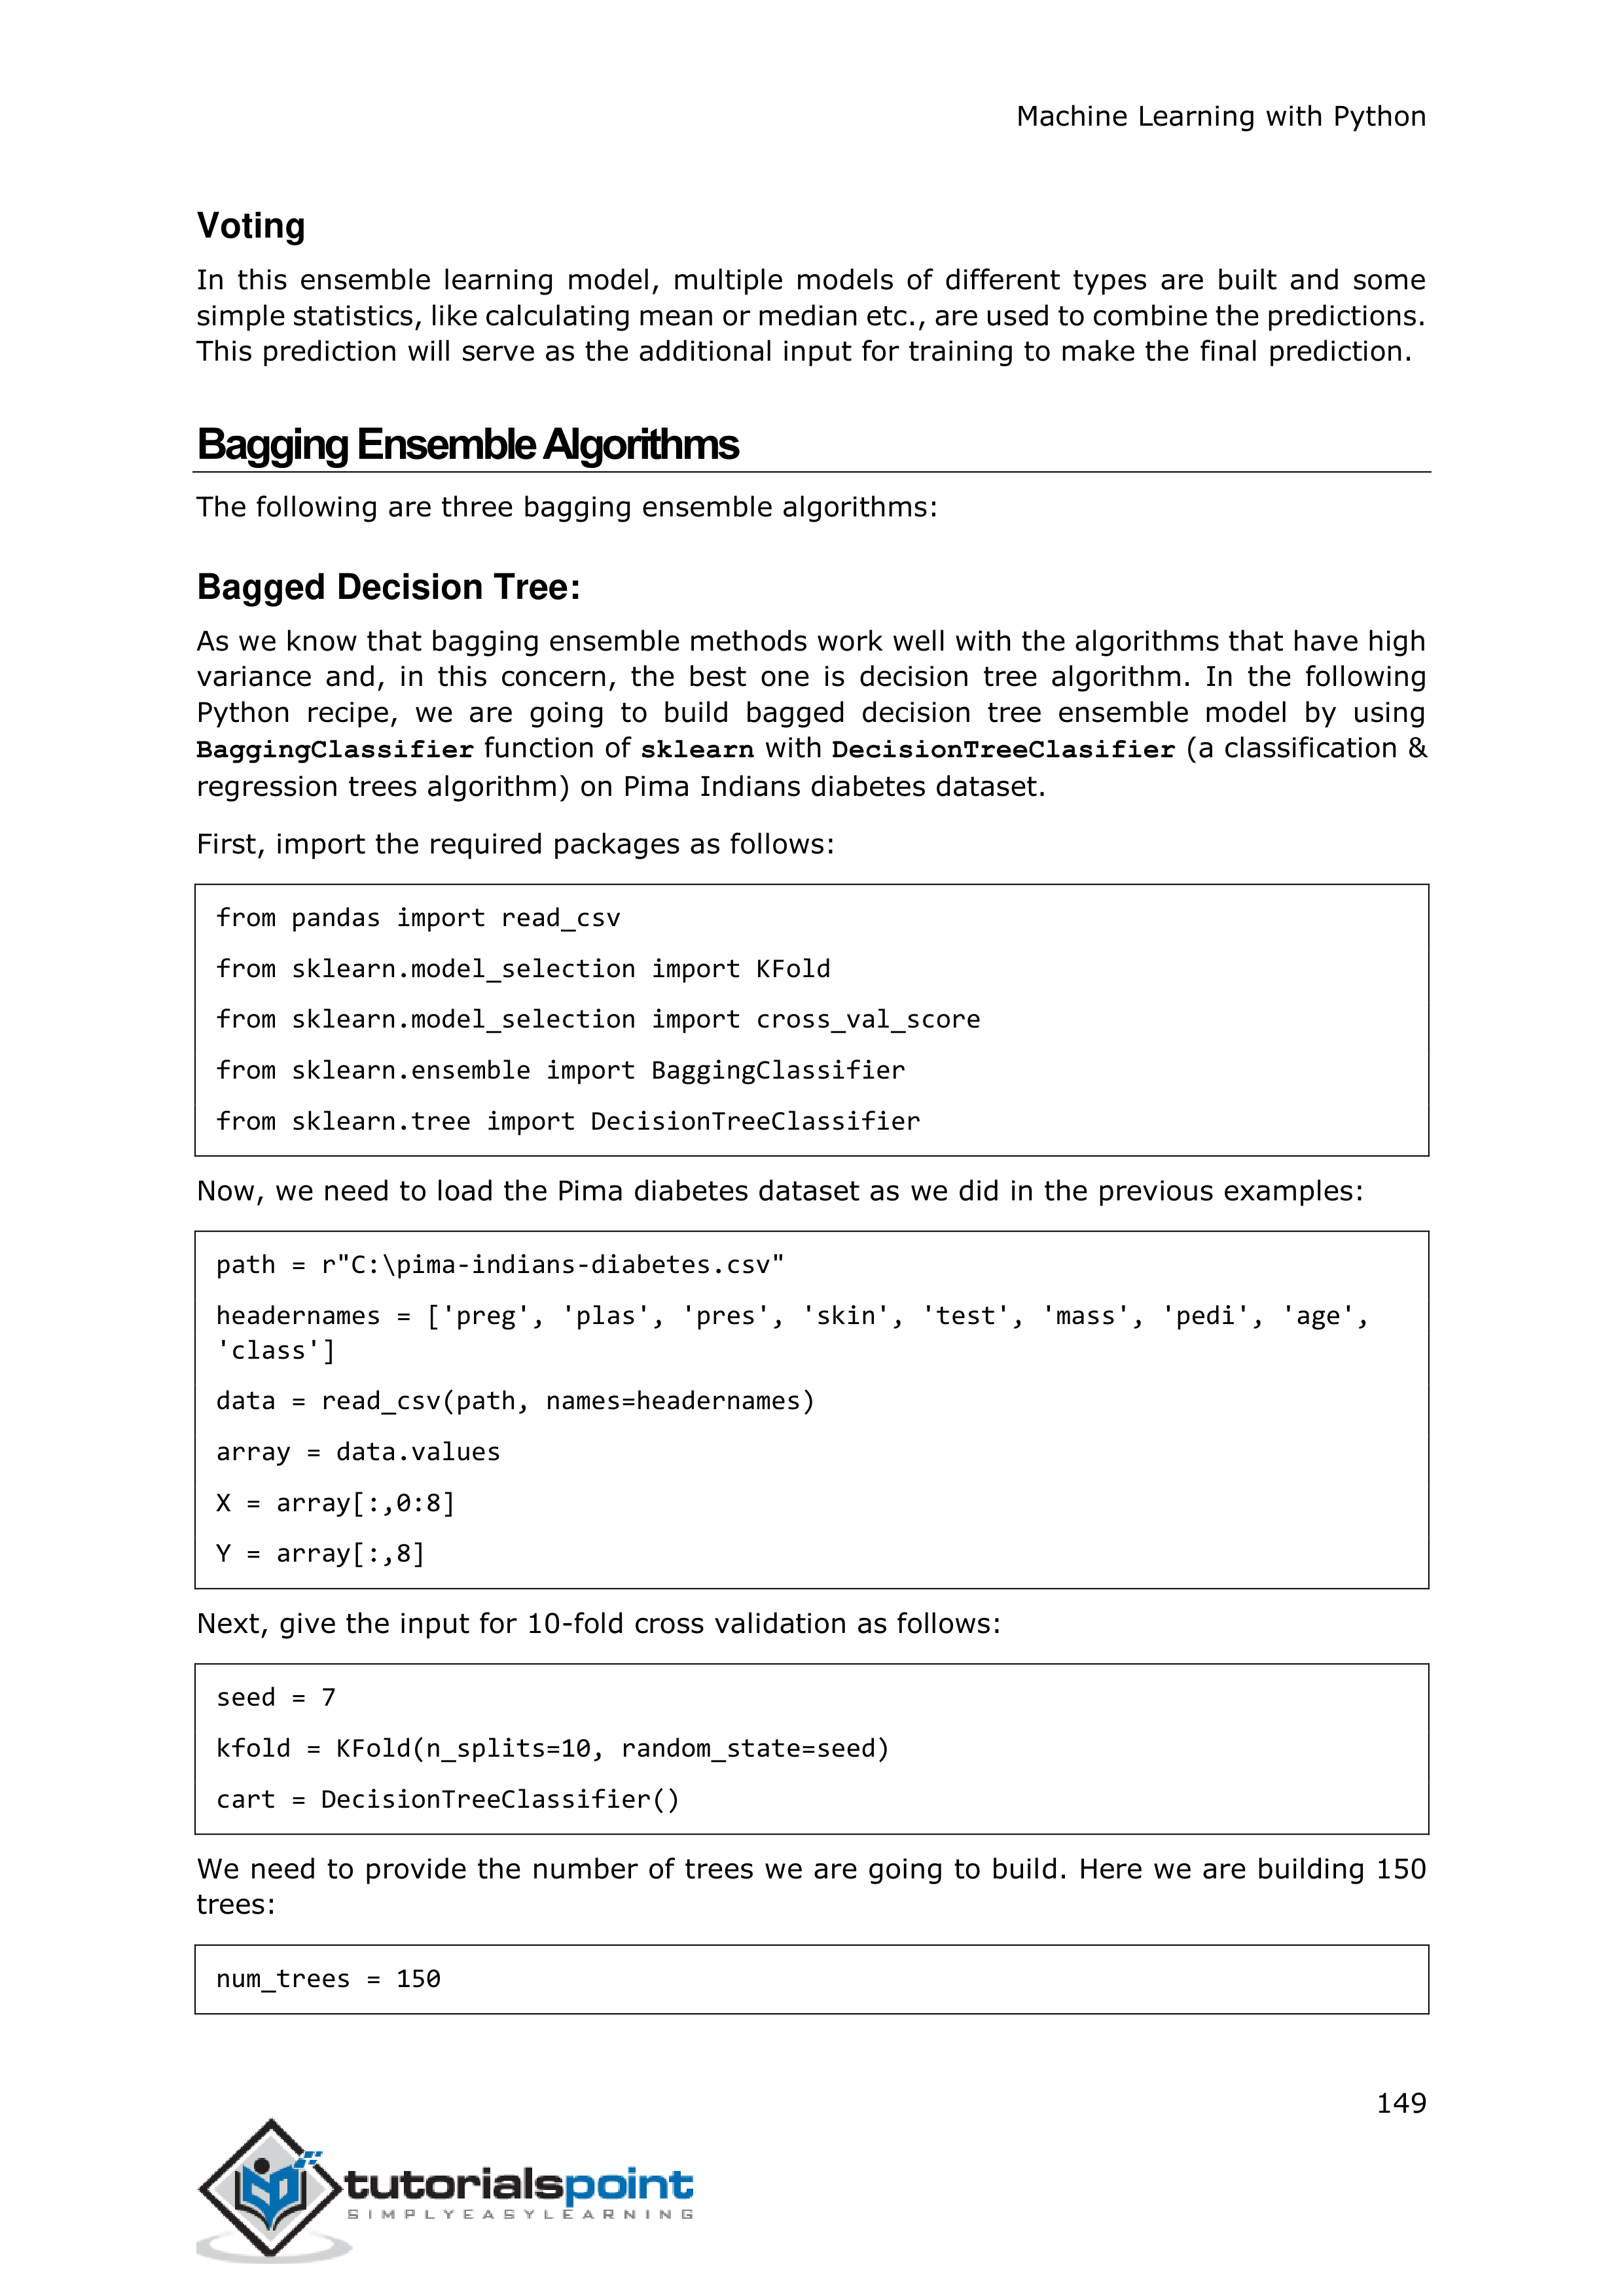 Machine Learning with Python
Voting
In this ensemble learning model, multiple models of different types are built and some
simple statistics, like calculating mean or median etc., are used to combine the predictions.
This prediction will serve as the additional input for training to make the final prediction.
Bagging Ensemble Algorithms
The following are three bagging ensemble algorithms:
Bagged Decision Tree:
As we know that bagging ensemble methods work well with the algorithms that have high
variance and, in this concern, the best one is decision tree algorithm. In the following
Python recipe, we are going to build bagged decision tree ensemble model by using
BaggingClassifier function of sklearn with DecisionTreeClasifier (a classification &
regression trees algorithm) on Pima Indians diabetes dataset.
First, import the required packages as follows:
from pandas import read_csv
from sklearn.model_selection import KFold
from sklearn.model_selection import cross_val_score
from sklearn.ensemble import BaggingClassifier
from sklearn.tree import DecisionTreeClassifier
Now, we need to load the Pima diabetes dataset as we did in the previous examples:
path = r"C:\pima-indians-diabetes.csv"
headernames = ['preg', 'plas', 'pres', 'skin', 'test', 'mass', 'pedi', 'age',
'class']
data = read_csv(path, names=headernames)
array = data.values
X = array[:,0:8]
Y = array[:,8]
Next, give the input for 10-fold cross validation as follows:
seed = 7
kfold = KFold(n_splits=10, random_state=seed)
cart = DecisionTreeClassifier()
We need to provide the number of trees we are going to build. Here we are building 150
trees:
num_trees = 150
149
tutorialspoint
SIMPLYEASYLEARNING